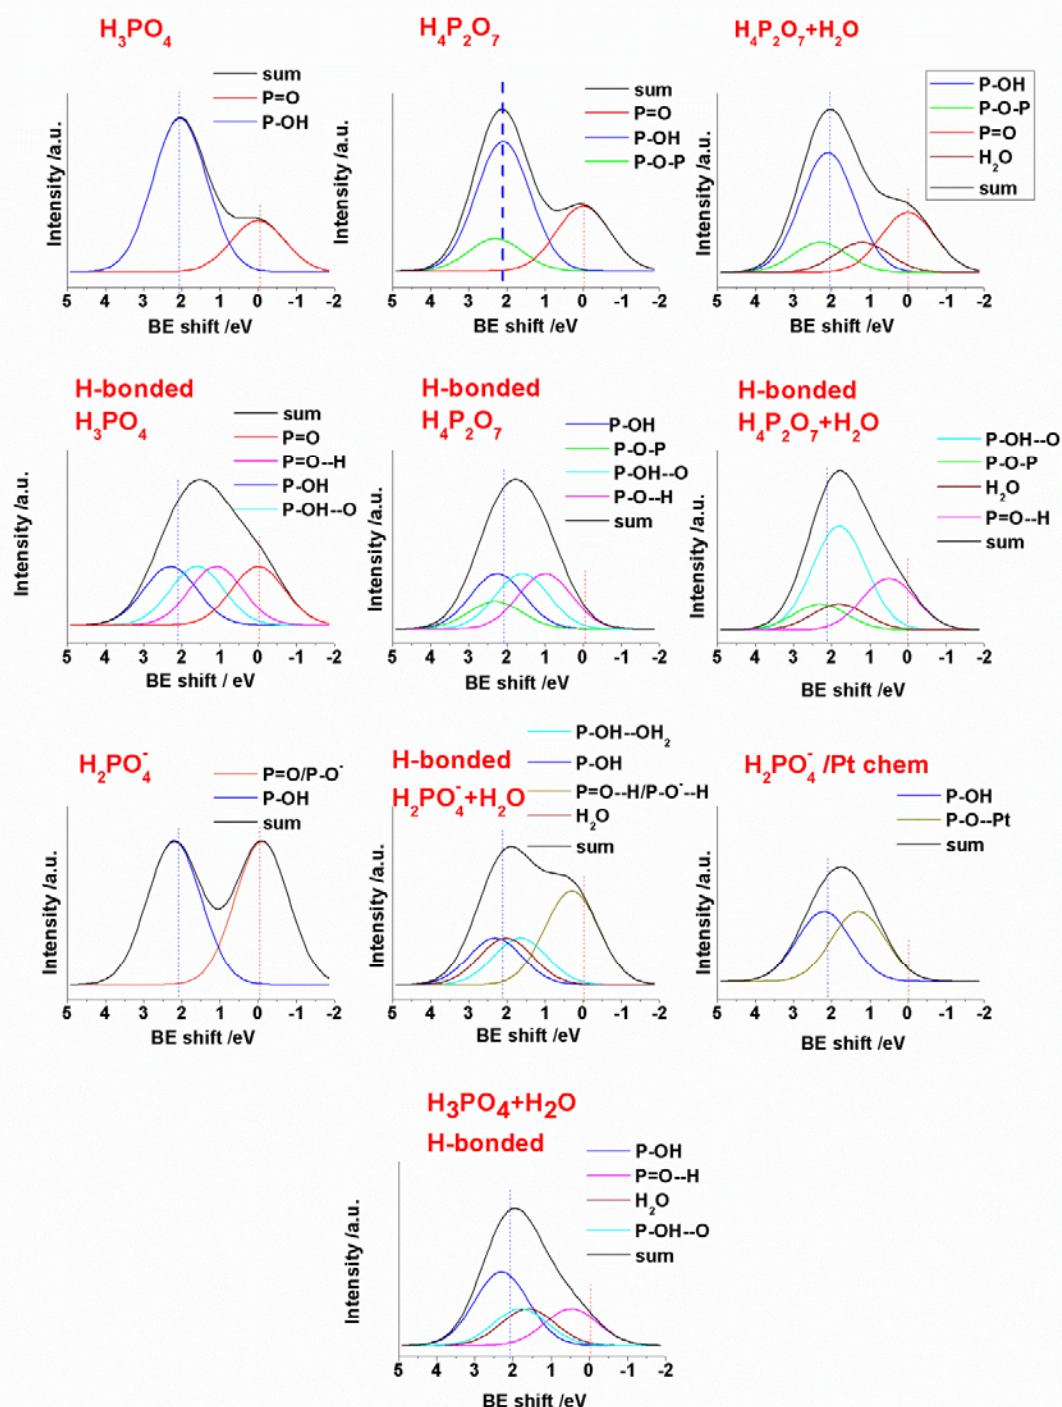 H₃PO₄
sum
P=O
P-OH
Intensity /a.u.
5 4 3 2 1 0 -1 -2
BE shift /eV
H₄P₂O₇
sum
P=O
P-OH
P-O-P
Intensity /a.u.
5 4 3 2 1 0 -1 -2
BE shift /eV
H₄P₂O₇+H₂O
P-OH
P-O-P
P=O
H₂O
sum
Intensity /a.u.
5 4 3 2 1 0 -1 -2
BE shift /eV
H-bonded
H₃PO₄
sum
P=O
P=O--H
P-OH
P-OH--O
Intensity /a.u.
5 4 3 2 1 0 -1 -2
BE shift / eV
H-bonded
H₄P₂O₇
P-OH
P-O-P
P-OH--O
P-O--H
sum
Intensity /a.u.
5 4 3 2 1 0 -1 -2
BE shift /eV
H-bonded
H₄P₂O₇+H₂O
P-OH--O
P-O-P
H₂O
P=O--H
sum
Intensity /a.u.
5 4 3 2 1 0 -1 -2
BE shift /eV
H₂PO₄⁻
P=O/P-O⁻
P-OH
sum
Intensity /a.u.
5 4 3 2 1 0 -1 -2
BE shift /eV
H-bonded
H₂PO₄⁻+H₂O
P-OH--OH₂
P-OH
P=O--H/P-O⁻--H
H₂O
sum
Intensity /a.u.
5 4 3 2 1 0 -1 -2
BE shift /eV
H₂PO₄⁻ /Pt chem
P-OH
P-O--Pt
sum
Intensity /a.u.
5 4 3 2 1 0 -1 -2
BE shift /eV
H₃PO₄+H₂O
H-bonded
P-OH
P=O--H
H₂O
P-OH--O
sum
Intensity /a.u.
5 4 3 2 1 0 -1 -2
BE shift /eV